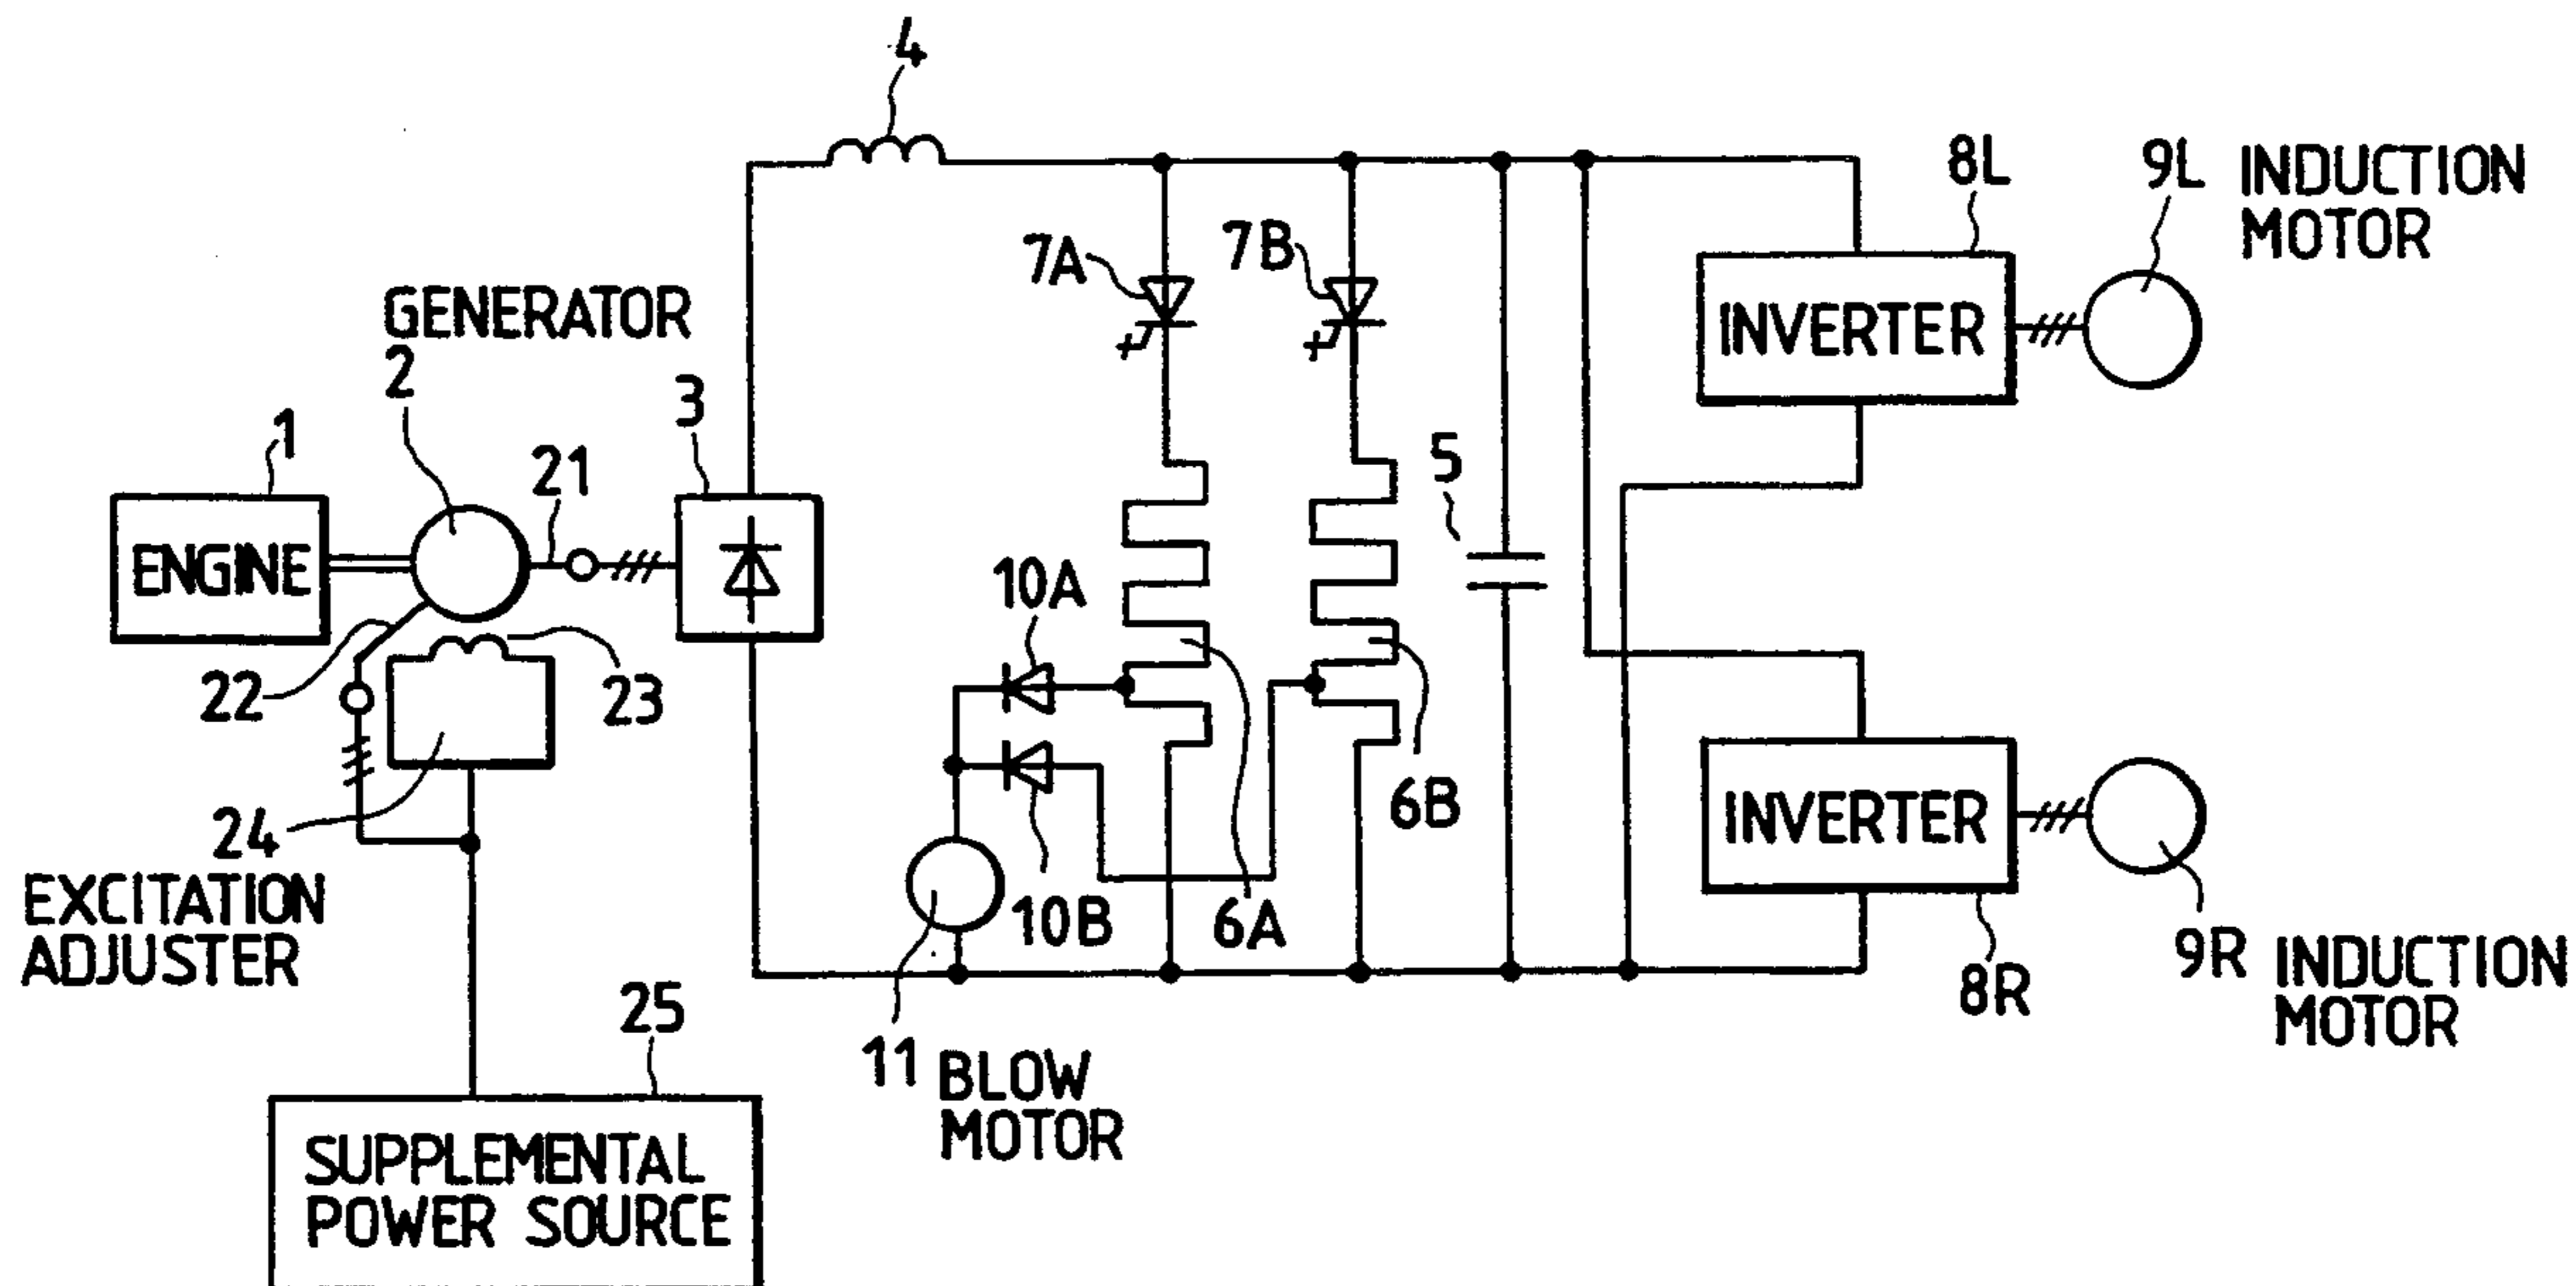 4
8L
9L INDUCTION
MOTOR
7A
7B
INVERTER
GENERATOR
2
3
1
21
5
ENGINE
10A
22
23
6B
INVERTER
24
EXCITATION
ADJUSTER
10B
6A
9R INDUCTION
MOTOR
8R
25
11 BLOW
MOTOR
SUPPLEMENTAL
POWER SOURCE